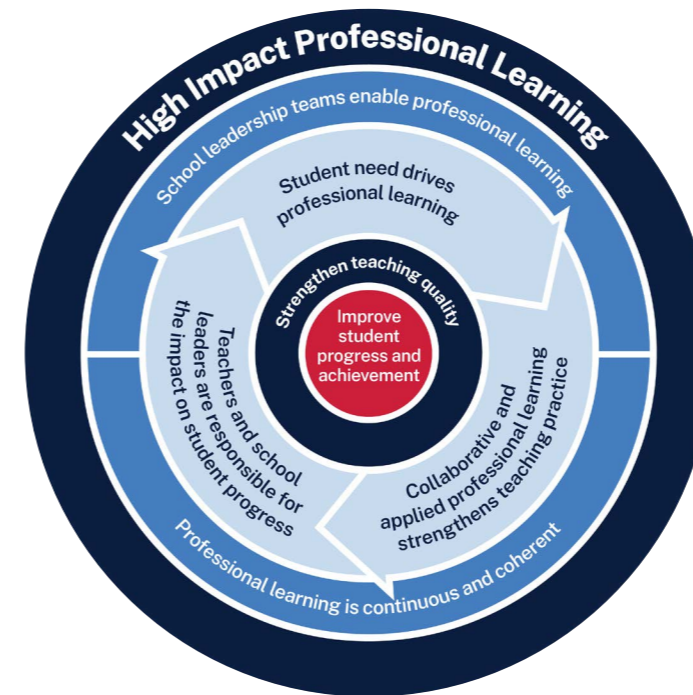 High Impact Professional Learning
School leadership teams enable professional learning
Student need drives
professional learning
Strengthen teaching quality
Improve
student
progress and
achievement
Collaborative and
applied professional learning
strengthens teaching practice
Teachers and school
leaders are responsible for
the impact on student progress
Professional learning is continuous and coherent